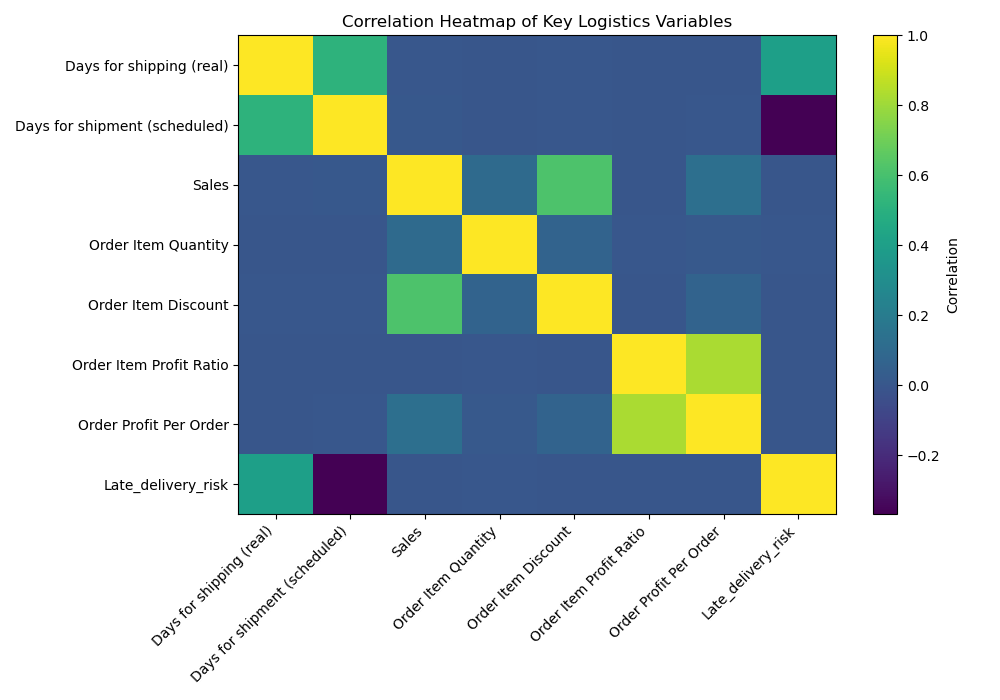 Correlation Heatmap of Key Logistics Variables
Days for shipping (real)
Days for shipment (scheduled)
Sales
Order Item Quantity
Order Item Discount
Order Item Profit Ratio
Order Profit Per Order
Late_delivery_risk
Days for shipping (real)
Days for shipment (scheduled)
Sales
Order Item Quantity
Order Item Discount
Order Item Profit Ratio
Order Profit Per Order
Late_delivery_risk
1.0
0.8
0.6
0.4
0.2
0.0
−0.2
Correlation